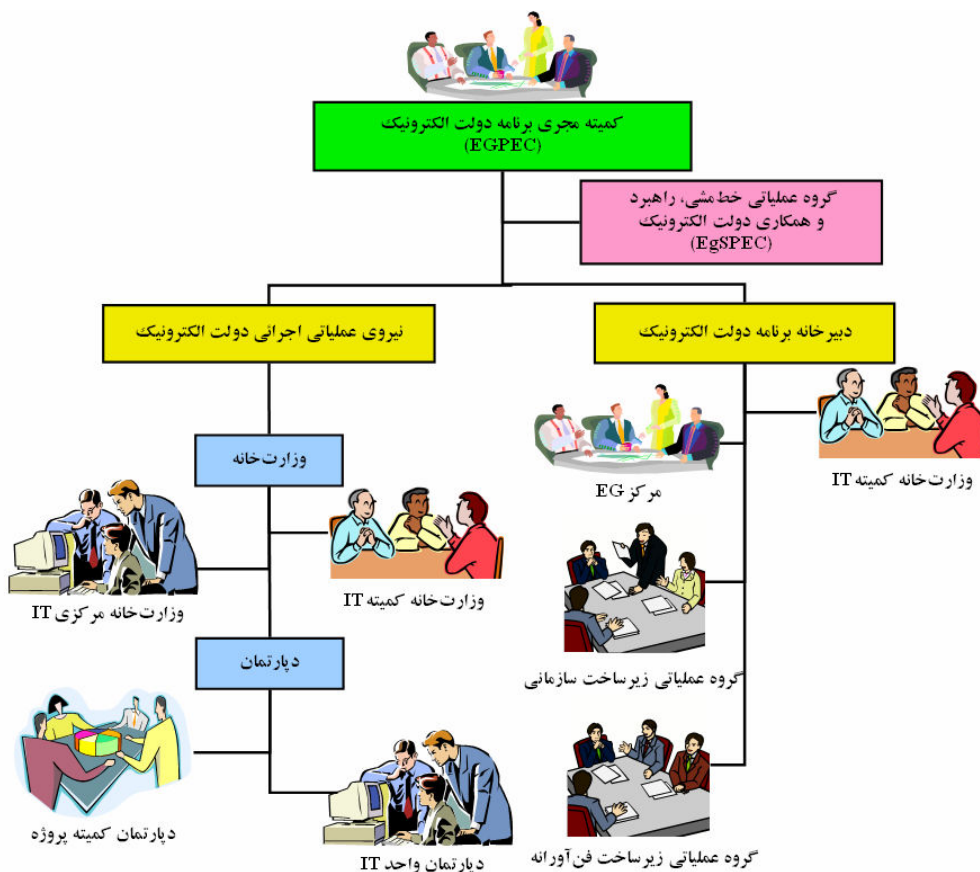 کمیته مجری برنامه دولت الکترونیک
(EGPEC)
گروه عملیاتی خط‌مشی، راهبرد
و همکاری دولت الکترونیک
(EgSPEC)
دبیرخانه برنامه دولت الکترونیک
نیروی عملیاتی اجرائی دولت الکترونیک
وزارت‌خانه
وزارت‌خانه کمیته IT
مرکز EG
وزارت‌خانه کمیته IT
وزارت‌خانه مرکزی IT
دپارتمان
گروه عملیاتی زیرساخت سازمانی
دپارتمان کمیته پروژه
دپارتمان واحد IT
گروه عملیاتی زیرساخت فن‌آورانه